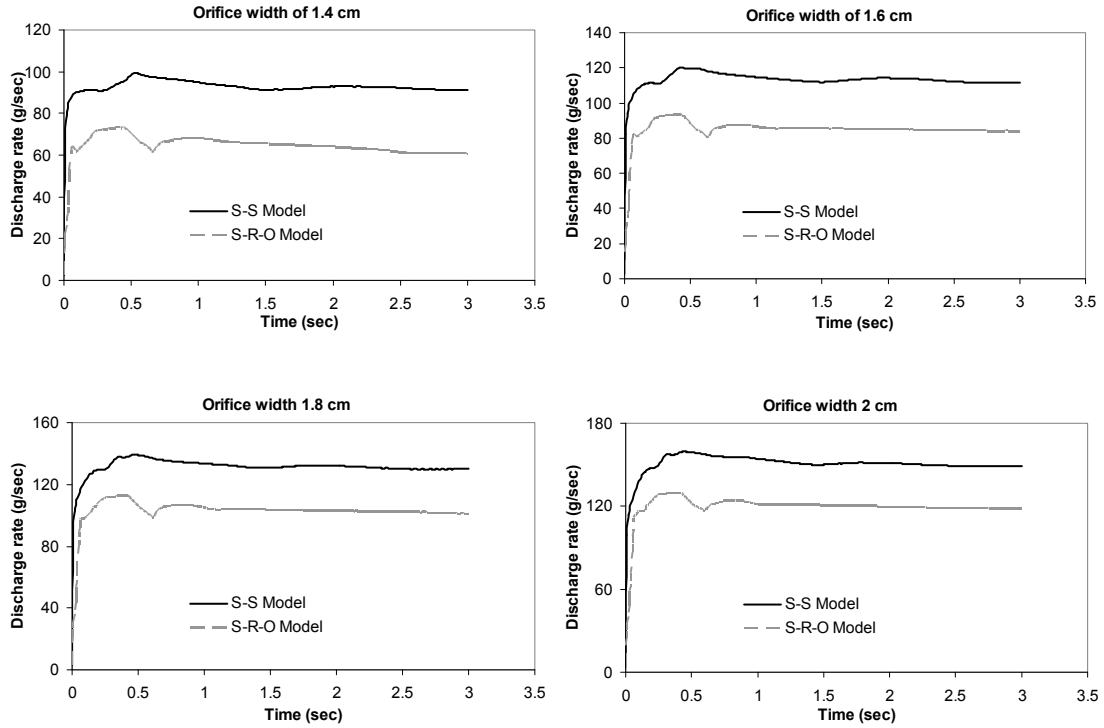 Orifice width of 1.4 cm
120
100
80
60
40
20
0
Discharge rate (g/sec)
S-S Model
S-R-O Model
0 0.5 1 1.5 2 2.5 3 3.5
Time (sec)
Orifice width of 1.6 cm
140
120
100
80
60
40
20
0
Discharge rate (g/sec)
S-S Model
S-R-O Model
0 0.5 1 1.5 2 2.5 3 3.5
Time (sec)
Orifice width 1.8 cm
160
120
80
40
0
Discharge rate (g/sec)
S-S Model
S-R-O Model
0 0.5 1 1.5 2 2.5 3 3.5
Time (sec)
Orifice width 2 cm
180
120
60
0
Discharge rate (g/sec)
S-S Model
S-R-O Model
0 0.5 1 1.5 2 2.5 3 3.5
Time (sec)